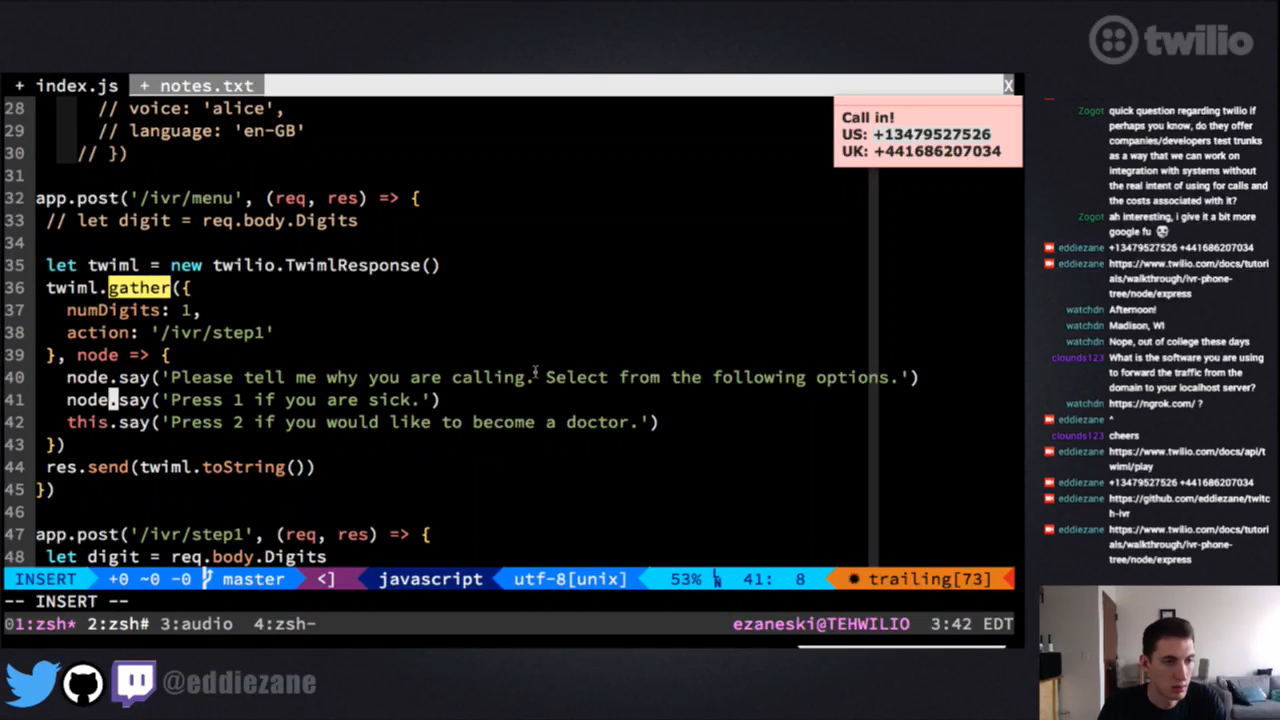 twilio
+ index.js + notes.txt X
28 // voice: 'alice',
29 // language: 'en-GB'
30 // })
31
32 app.post('/ivr/menu', (req, res) => {
33 // let digit = req.body.Digits
34
35 let twiml = new twilio.TwimlResponse()
36 twiml.gather({
37 numDigits: 1,
38 action: '/ivr/step1'
39 }, node => {
40 node.say('Please tell me why you are calling. Select from the following options.')
41 node.say('Press 1 if you are sick.')
42 this.say('Press 2 if you would like to become a doctor.')
43 })
44 res.send(twiml.toString())
45 })
46
47 app.post('/ivr/step1', (req, res) => {
48 let digit = req.body.Digits
INSERT +0 ~0 -0 master <] javascript utf-8[unix] 53% 41: 8 trailing[73]
-- INSERT --
01:zsh* 2:zsh# 3:audio 4:zsh- ezaneski@TEHWILIO 3:42 EDT
@eddiezane
Call in!
US: +13479527526
UK: +441686207034
Zogot quick question regarding twilio if
perhaps you know, do they offer
companies/developers test trunks
as a way that we can work on
integration with systems without
the real intent of using for calls and
the costs associated with it?
Zogot ah interesting, i give it a bit more
google fu
eddiezane +13479527526 +441686207034
eddiezane https://www.twilio.com/docs/tutori
als/walkthrough/ivr-phone-
tree/node/express
watchdn Afternoon!
watchdn Madison, WI
watchdn Nope, out of college these days
clounds123 What is the software you are using
to forward the traffic from the
domain to your localhost server?
watchdn https://ngrok.com/ ?
eddiezane ^
clounds123 cheers
eddiezane https://www.twilio.com/docs/api/t
wiml/play
eddiezane +13479527526 +441686207034
eddiezane https://github.com/eddiezane/twitc
h-ivr
eddiezane https://www.twilio.com/docs/tutori
als/walkthrough/ivr-phone-
tree/node/express